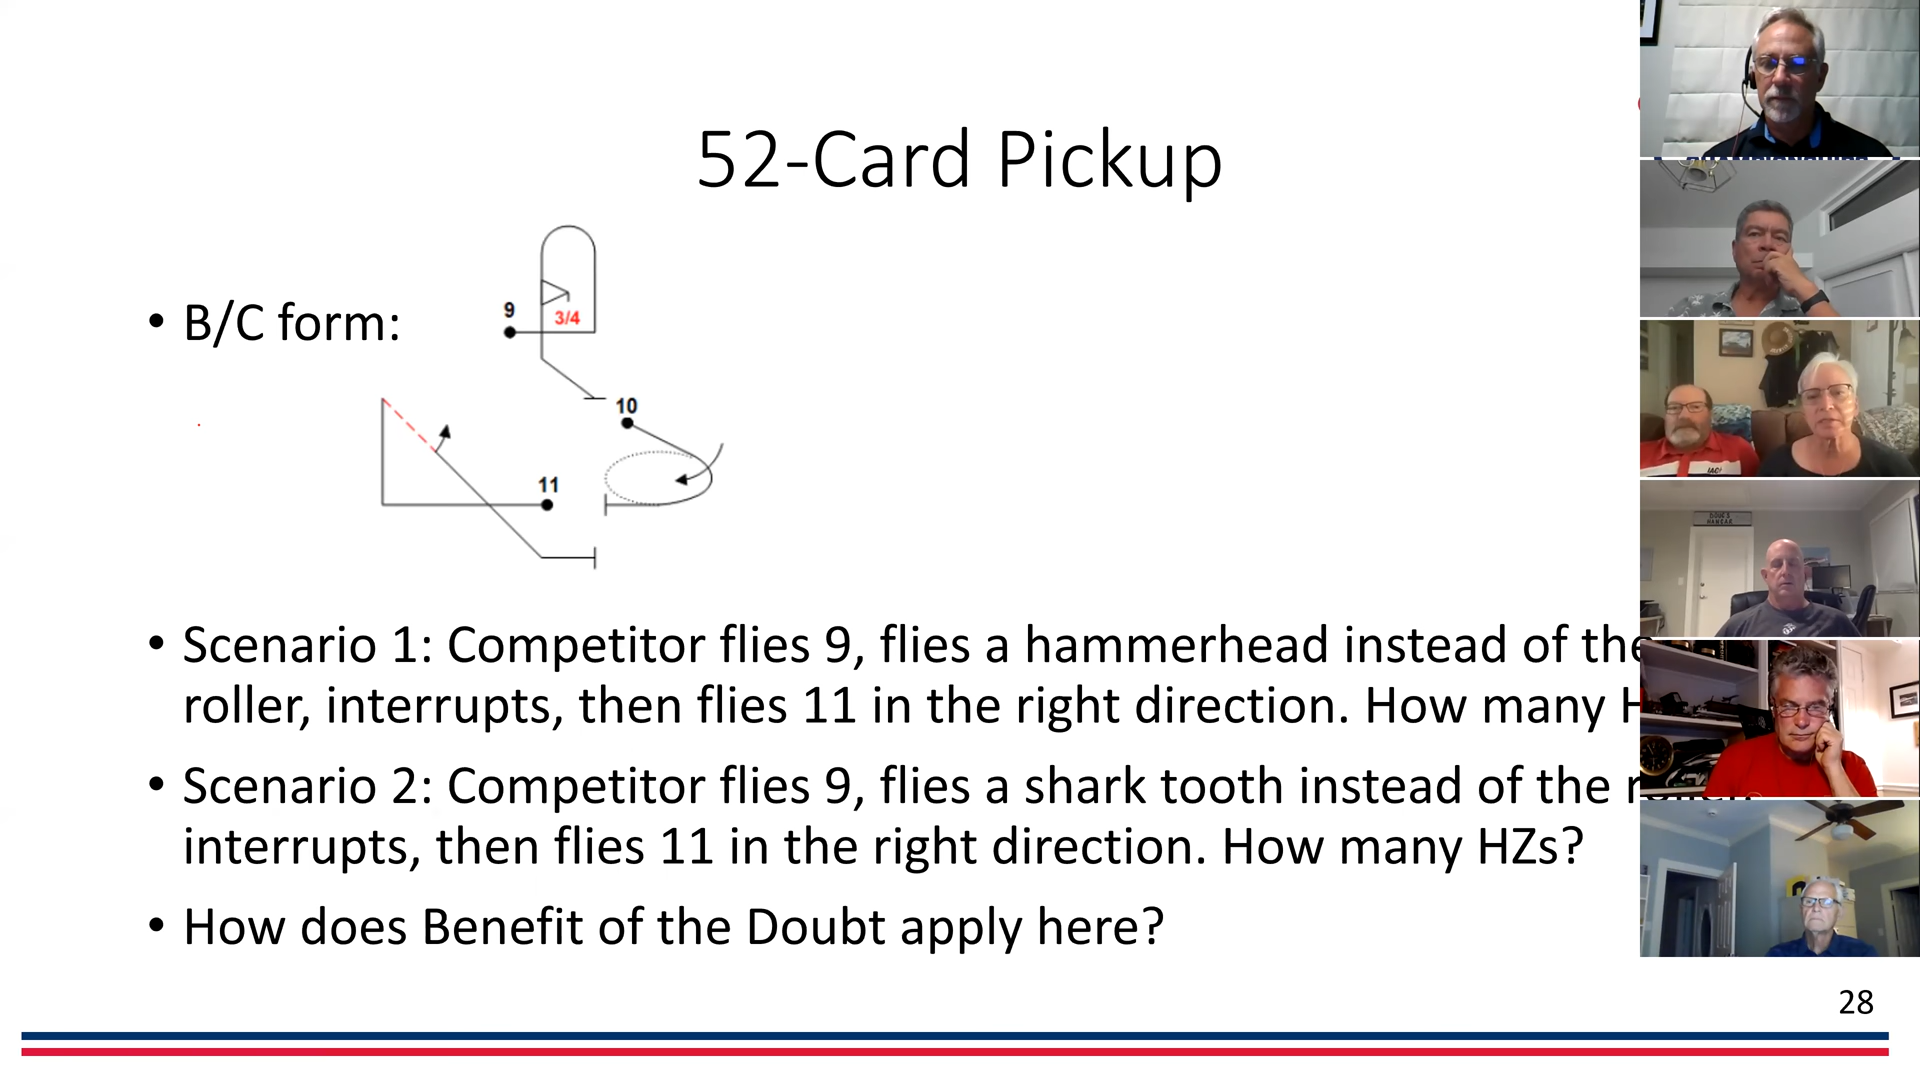 52-Card Pickup
• B/C form:
9
3/4
10
11
• Scenario 1: Competitor flies 9, flies a hammerhead instead of the
roller, interrupts, then flies 11 in the right direction. How many
• Scenario 2: Competitor flies 9, flies a shark tooth instead of the
interrupts, then flies 11 in the right direction. How many HZs?
• How does Benefit of the Doubt apply here?
28
DOUG'S
HANGAR
IAC